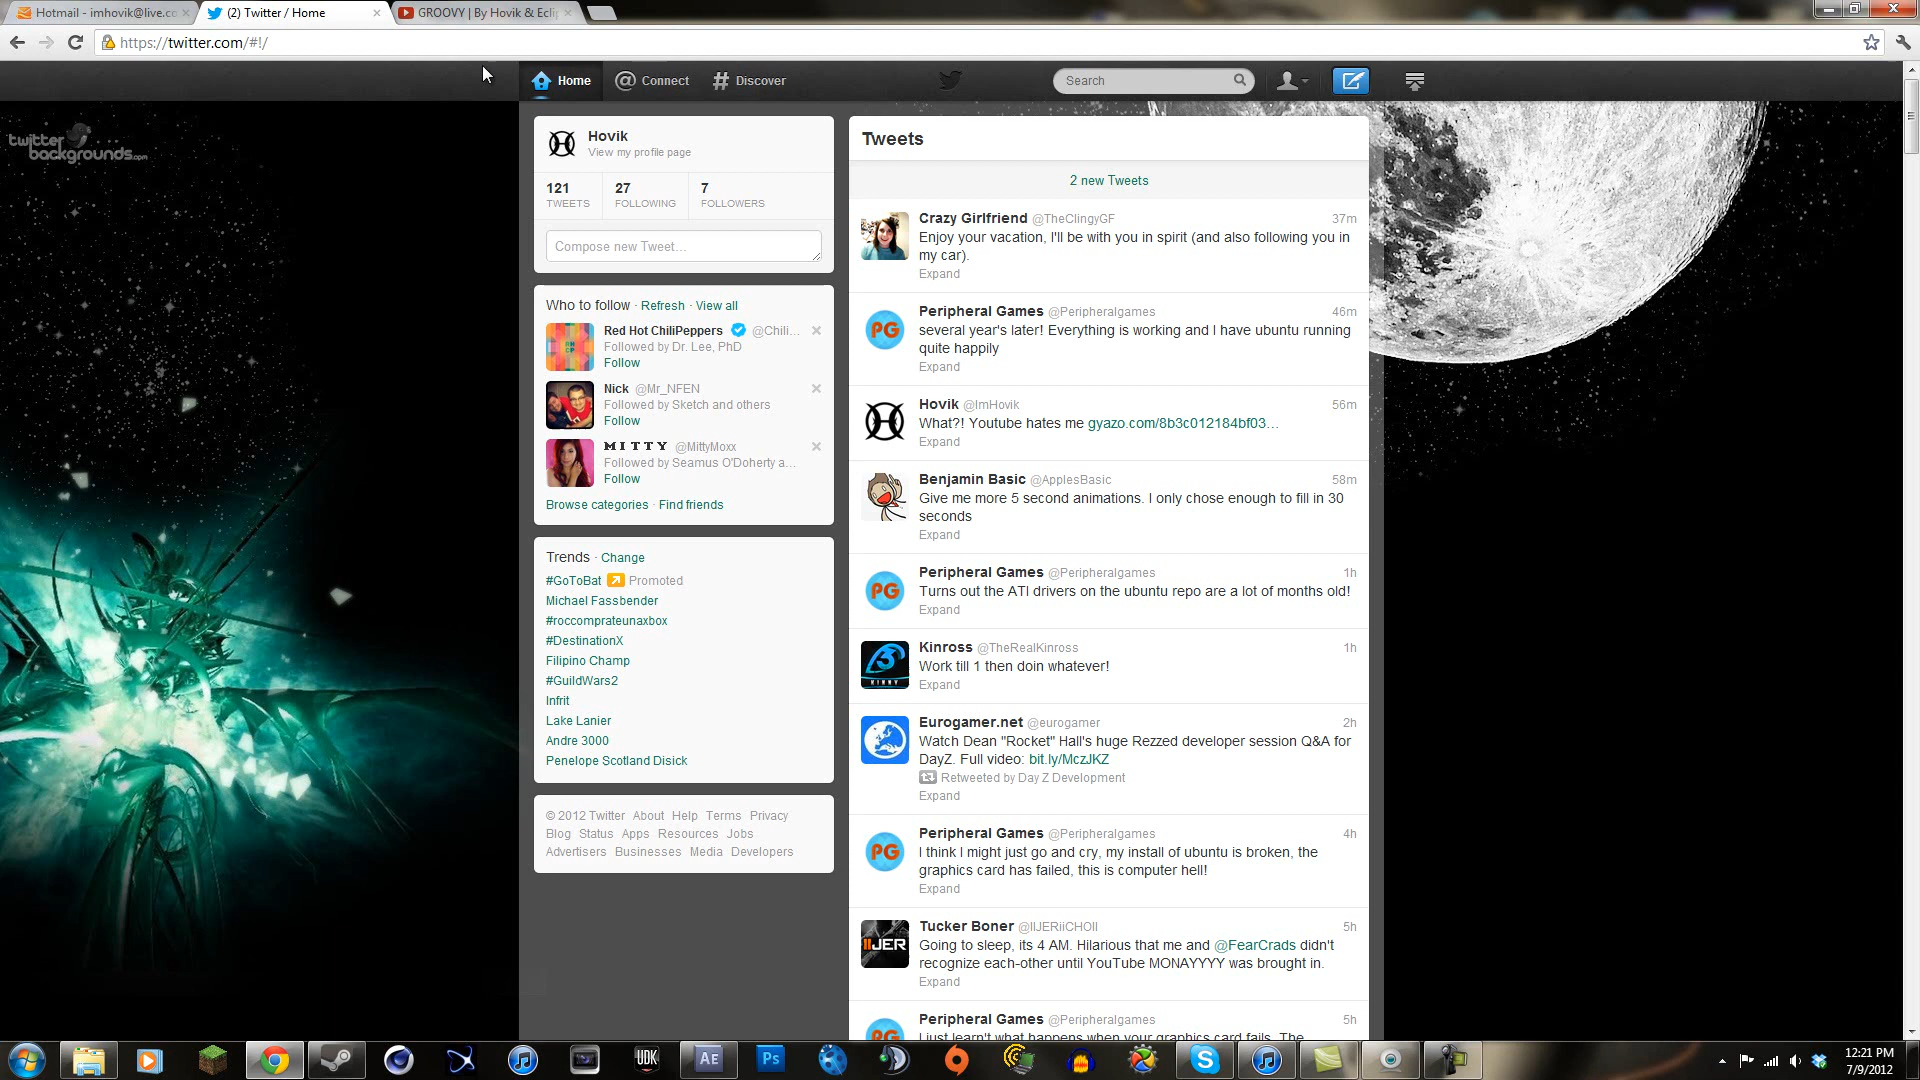 Hotmail - imhovik@live.co
(2) Twitter / Home
GROOVY | By Hovik & Ecli
https://twitter.com/#!/
Home
Connect
Discover
Search
twitter
backgrounds.com
Hovik
View my profile page
121
TWEETS
27
FOLLOWING
7
FOLLOWERS
Compose new Tweet...
Who to follow · Refresh · View all
Red Hot ChiliPeppers @Chili...
Followed by Dr. Lee, PhD
Follow
Nick @Mr_NFEN
Followed by Sketch and others
Follow
MITTY @MittyMoxx
Followed by Seamus O'Doherty a...
Follow
Browse categories · Find friends
Trends · Change
#GoToBat Promoted
Michael Fassbender
#roccomprateunaxbox
#DestinationX
Filipino Champ
#GuildWars2
Infrit
Lake Lanier
Andre 3000
Penelope Scotland Disick
© 2012 Twitter About Help Terms Privacy
Blog Status Apps Resources Jobs
Advertisers Businesses Media Developers
Tweets
2 new Tweets
Crazy Girlfriend @TheClingyGF 37m
Enjoy your vacation, I'll be with you in spirit (and also following you in
my car).
Expand
PG
Peripheral Games @Peripheralgames 46m
several year's later! Everything is working and I have ubuntu running
quite happily
Expand
Hovik @ImHovik 56m
What?! Youtube hates me gyazo.com/8b3c012184bf03...
Expand
Benjamin Basic @ApplesBasic 58m
Give me more 5 second animations. I only chose enough to fill in 30
seconds
Expand
PG
Peripheral Games @Peripheralgames 1h
Turns out the ATI drivers on the ubuntu repo are a lot of months old!
Expand
KINNY
Kinross @TheRealKinross 1h
Work till 1 then doin whatever!
Expand
Eurogamer.net @eurogamer 2h
Watch Dean "Rocket" Hall's huge Rezzed developer session Q&A for
DayZ. Full video: bit.ly/MczJKZ
Retweeted by Day Z Development
Expand
PG
Peripheral Games @Peripheralgames 4h
I think I might just go and cry, my install of ubuntu is broken, the
graphics card has failed, this is computer hell!
Expand
IIJER
Tucker Boner @IIJERiiCHOII 5h
Going to sleep, its 4 AM. Hilarious that me and @FearCrads didn't
recognize each-other until YouTube MONAYYYY was brought in.
Expand
PG
Peripheral Games @Peripheralgames 5h
I just learn't what happens when your graphics card fails. The
UDK
AE
Ps
12:21 PM
7/9/2012